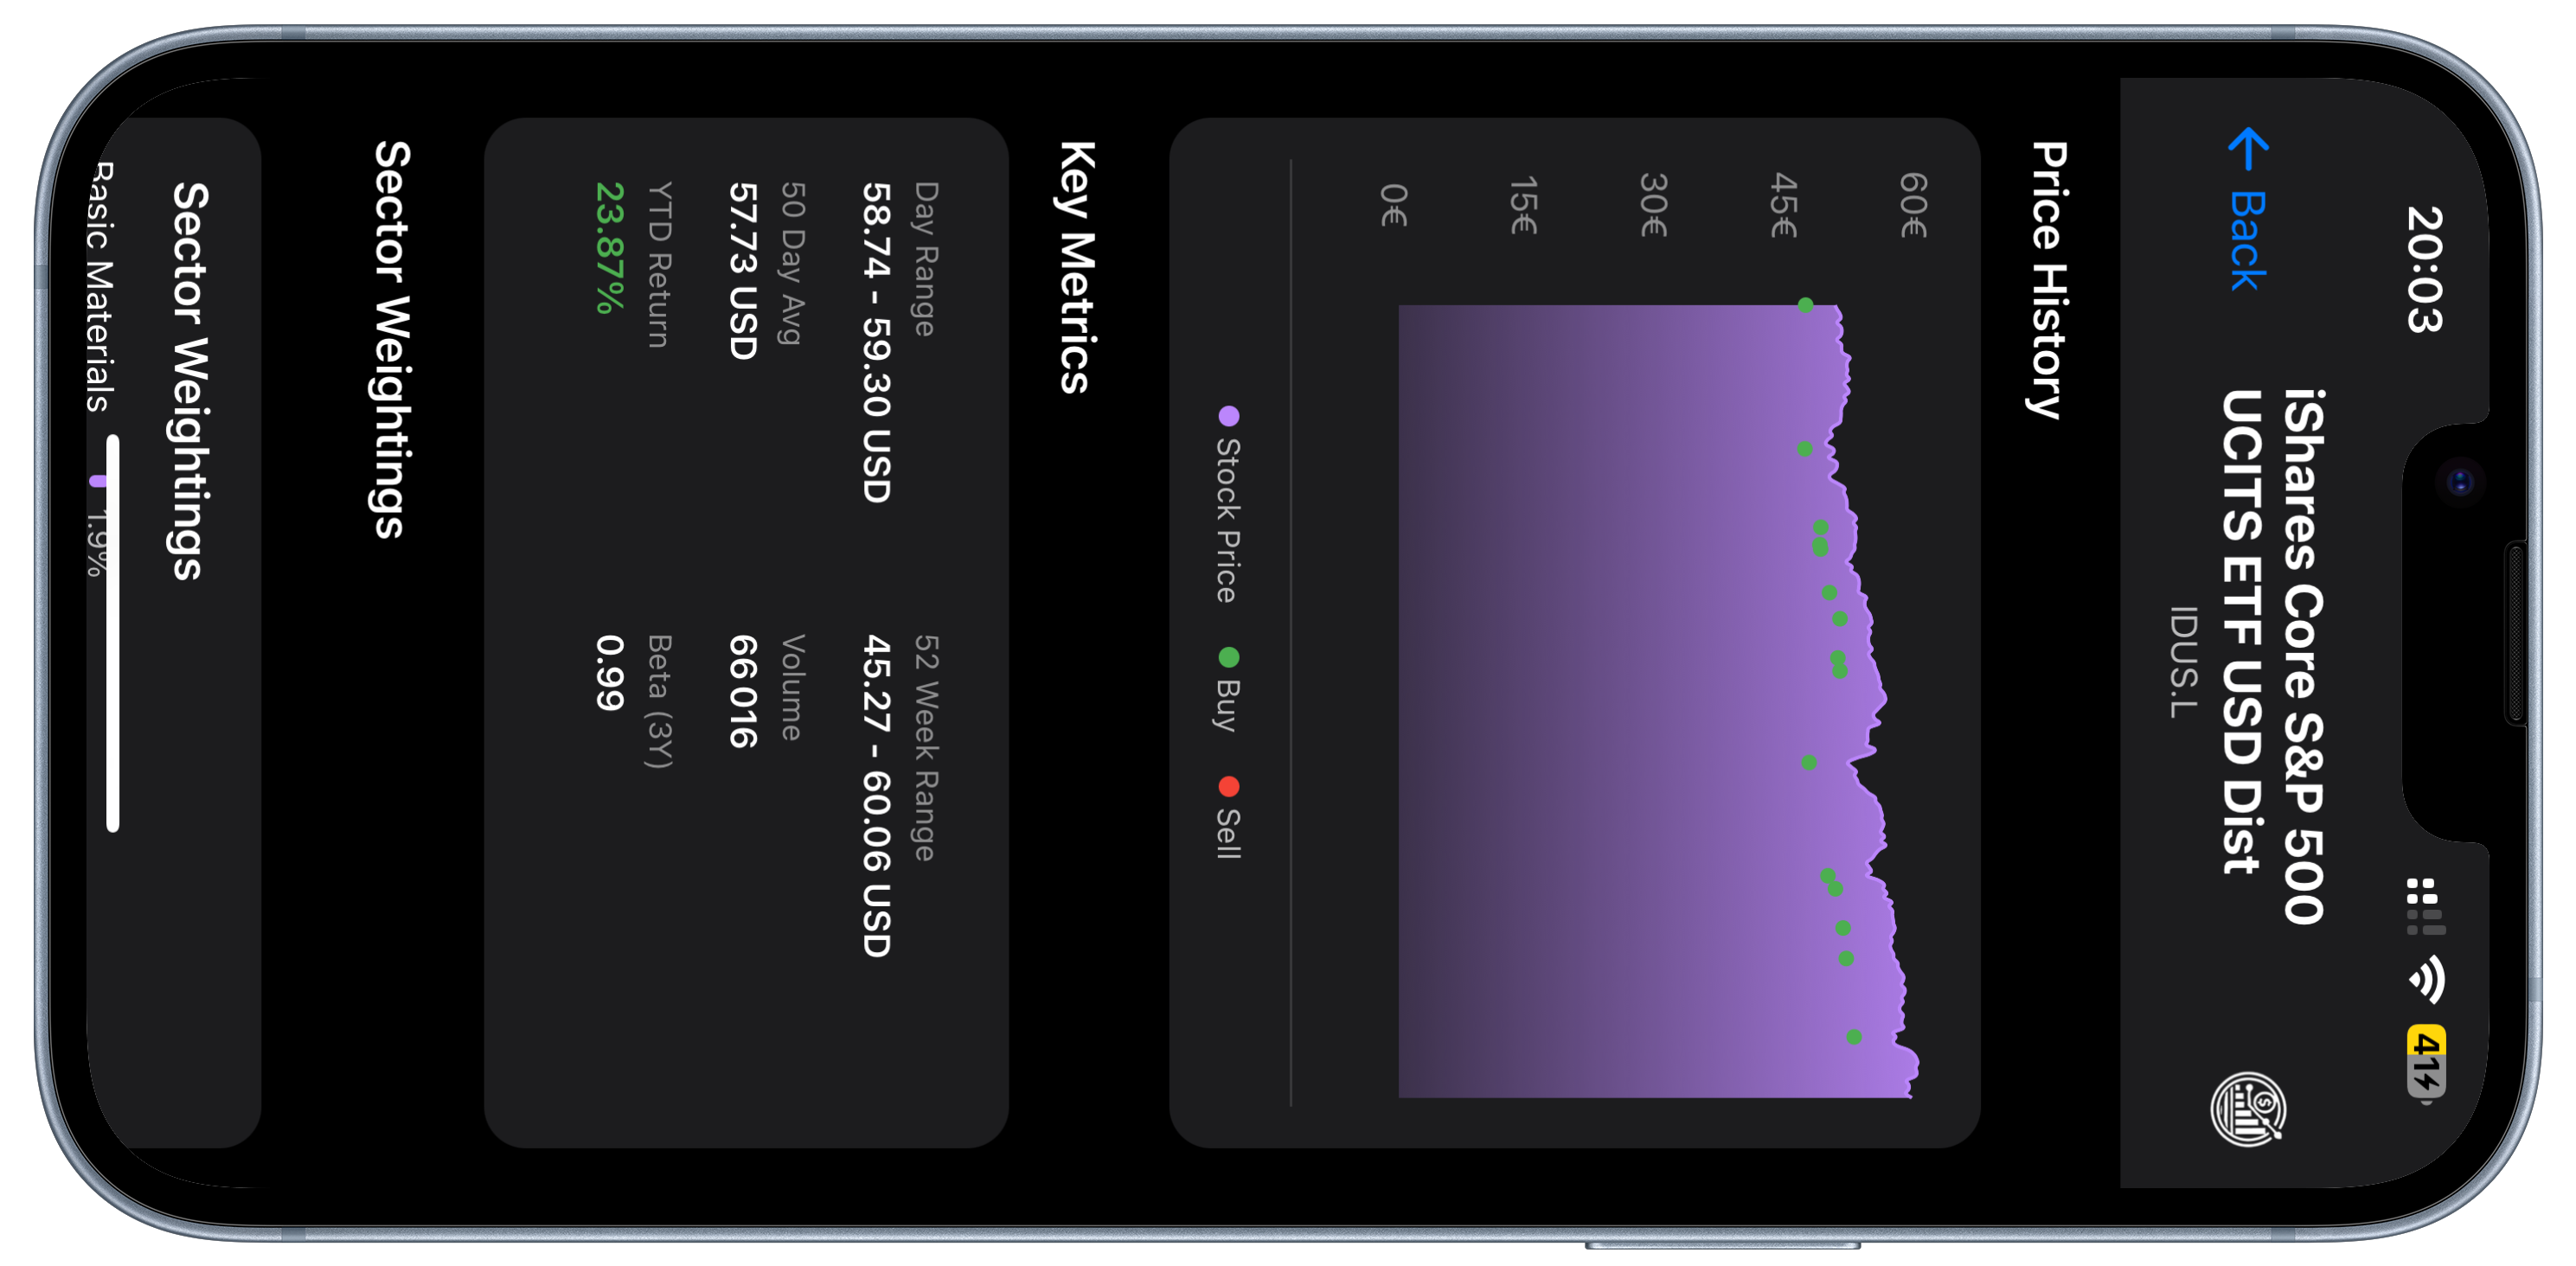 20:03
41
Back
iShares Core S&P 500
UCITS ETF USD Dist
IDUS.L
Price History
60€
45€
30€
15€
0€
Stock Price
Buy
Sell
Key Metrics
Day Range
52 Week Range
58.74 - 59.30 USD
45.27 - 60.06 USD
50 Day Avg
Volume
57.73 USD
66 016
YTD Return
Beta (3Y)
23.87%
0.99
Sector Weightings
Sector Weightings
Basic Materials
1.9%